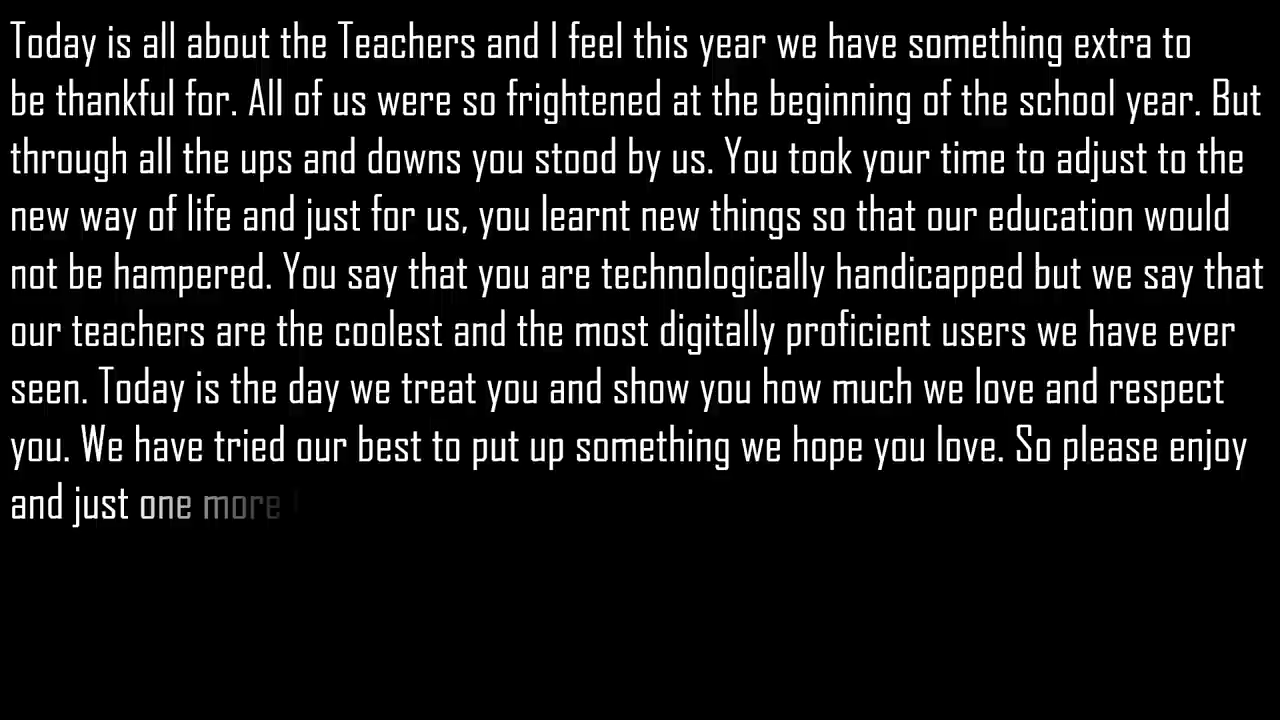 Today is all about the Teachers and I feel this year we have something extra to
be thankful for. All of us were so frightened at the beginning of the school year. But
through all the ups and downs you stood by us. You took your time to adjust to the
new way of life and just for us, you learnt new things so that our education would
not be hampered. You say that you are technologically handicapped but we say that
our teachers are the coolest and the most digitally proficient users we have ever
seen. Today is the day we treat you and show you how much we love and respect
you. We have tried our best to put up something we hope you love. So please enjoy
and just one more